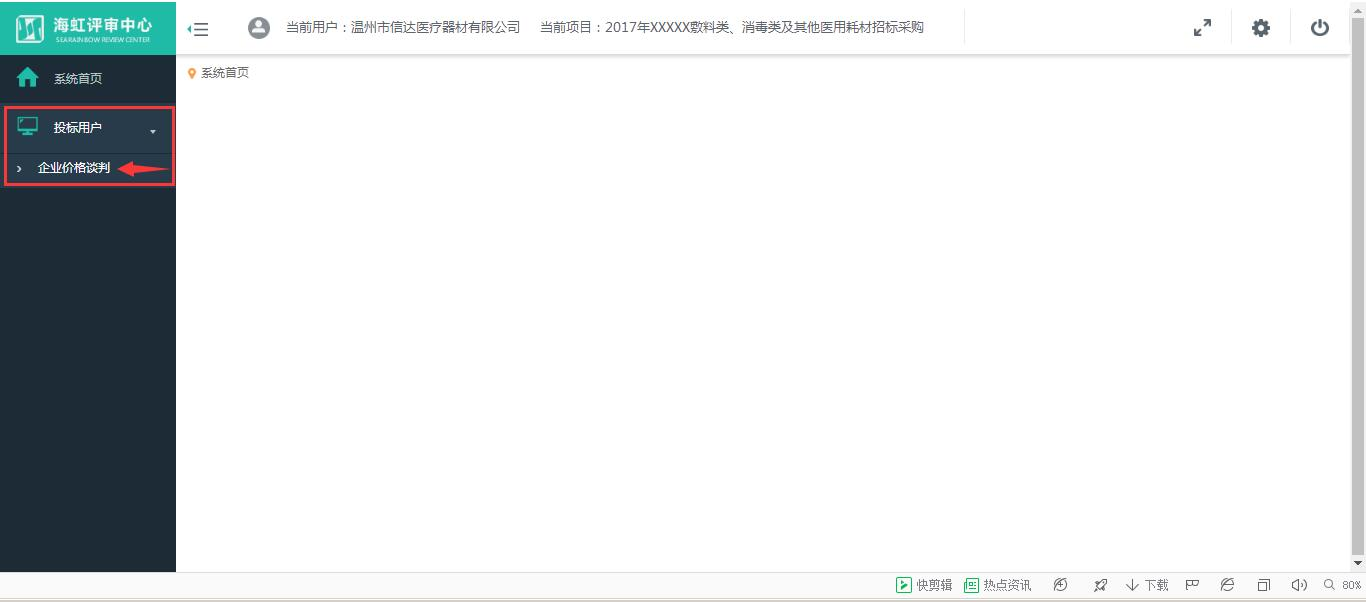 海虹评审中心
SEARAINBOW REVIEW CENTER
当前用户：温州市信达医疗器材有限公司 当前项目：2017年XXXXX敷料类、消毒类及其他医用耗材招标采购
系统首页
系统首页
投标用户
企业价格谈判
快剪辑 热点资讯 下载 80%